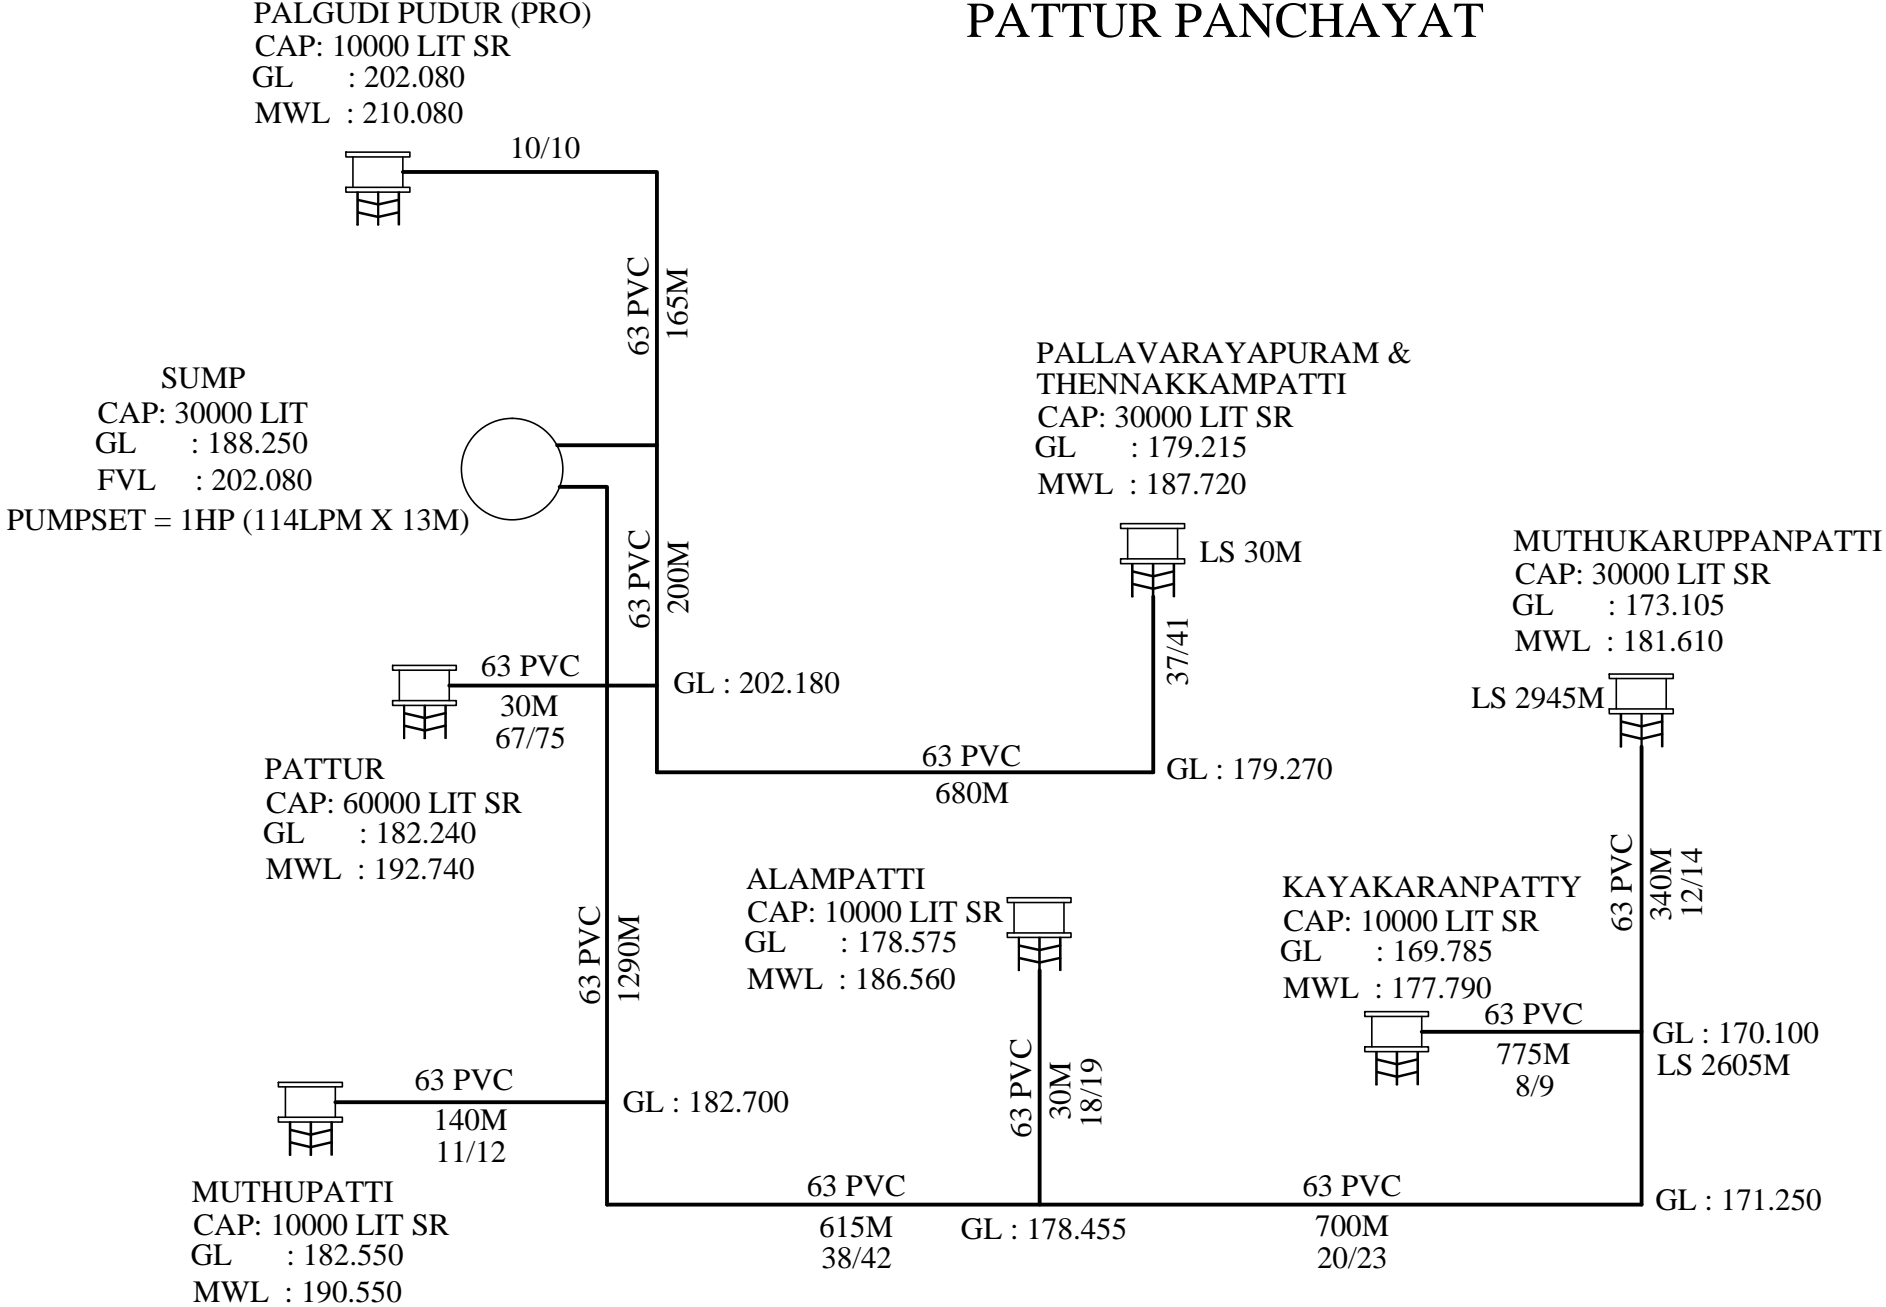 PATTUR PANCHAYAT
PALGUDI PUDUR (PRO)
CAP: 10000 LIT SR
GL : 202.080
MWL : 210.080
10/10
63 PVC
165M
SUMP
CAP: 30000 LIT
GL : 188.250
FVL : 202.080
PUMPSET = 1HP (114LPM X 13M)
63 PVC
200M
PALLAVARAYAPURAM &
THENNAKKAMPATTI
CAP: 30000 LIT SR
GL : 179.215
MWL : 187.720
LS 30M
37/41
MUTHUKARUPPANPATTI
CAP: 30000 LIT SR
GL : 173.105
MWL : 181.610
LS 2945M
63 PVC
30M
67/75
GL : 202.180
PATTUR
CAP: 60000 LIT SR
GL : 182.240
MWL : 192.740
63 PVC
680M
GL : 179.270
63 PVC
1290M
ALAMPATTI
CAP: 10000 LIT SR
GL : 178.575
MWL : 186.560
63 PVC
30M
18/19
KAYAKARANPATTY
CAP: 10000 LIT SR
GL : 169.785
MWL : 177.790
63 PVC
775M
8/9
63 PVC
340M
12/14
GL : 170.100
LS 2605M
63 PVC
140M
11/12
GL : 182.700
MUTHUPATTI
CAP: 10000 LIT SR
GL : 182.550
MWL : 190.550
63 PVC
615M
38/42
GL : 178.455
63 PVC
700M
20/23
GL : 171.250